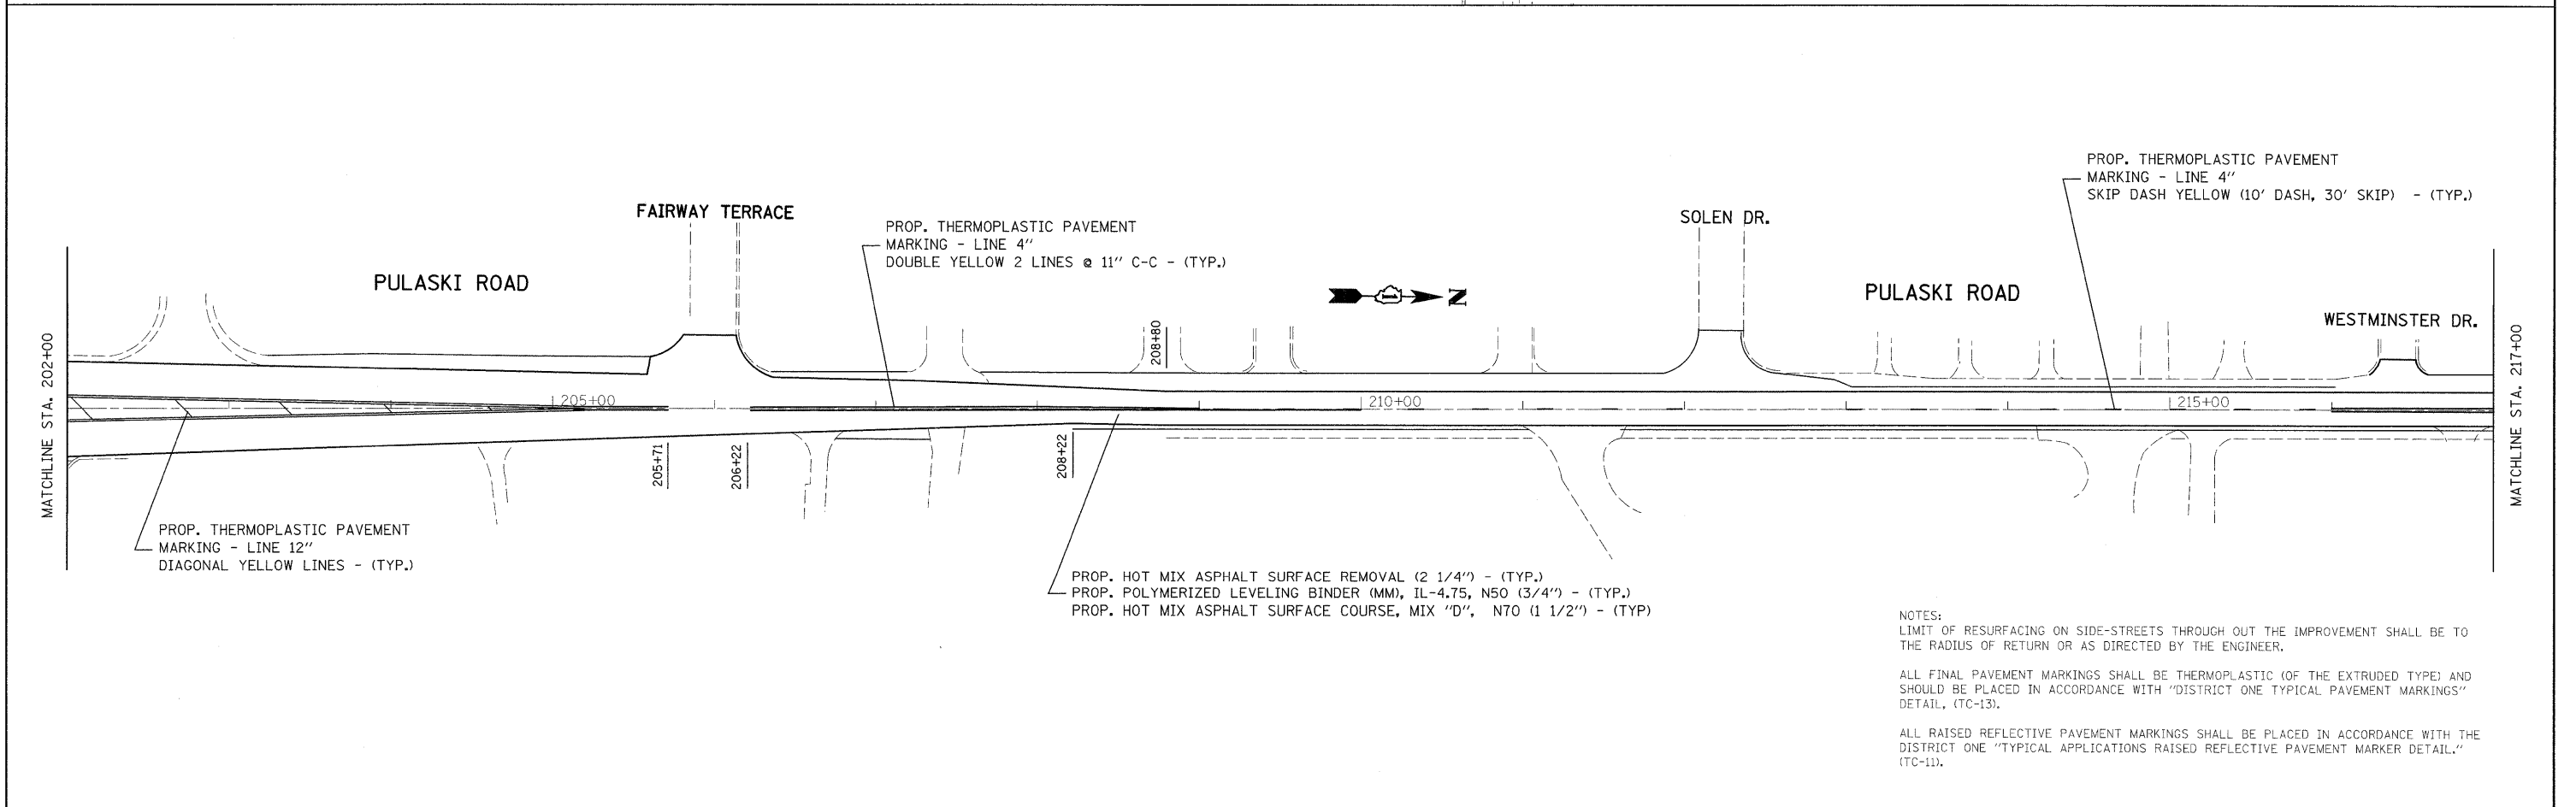 PROP. THERMOPLASTIC PAVEMENT
MARKING - LINE 4"
SKIP DASH YELLOW (10' DASH, 30' SKIP) - (TYP.)
FAIRWAY TERRACE
SOLEN DR.
PROP. THERMOPLASTIC PAVEMENT
MARKING - LINE 4"
DOUBLE YELLOW 2 LINES @ 11" C-C - (TYP.)
PULASKI ROAD
N
PULASKI ROAD
WESTMINSTER DR.
MATCHLINE STA. 202+00
208+80
MATCHLINE STA. 217+00
205+00
210+00
215+00
205+71
206+22
208+22
PROP. THERMOPLASTIC PAVEMENT
MARKING - LINE 12"
DIAGONAL YELLOW LINES - (TYP.)
PROP. HOT MIX ASPHALT SURFACE REMOVAL (2 1/4") - (TYP.)
PROP. POLYMERIZED LEVELING BINDER (MM), IL-4.75, N50 (3/4") - (TYP.)
PROP. HOT MIX ASPHALT SURFACE COURSE, MIX "D", N70 (1 1/2") - (TYP)
NOTES:
LIMIT OF RESURFACING ON SIDE-STREETS THROUGH OUT THE IMPROVEMENT SHALL BE TO
THE RADIUS OF RETURN OR AS DIRECTED BY THE ENGINEER.
ALL FINAL PAVEMENT MARKINGS SHALL BE THERMOPLASTIC (OF THE EXTRUDED TYPE) AND
SHOULD BE PLACED IN ACCORDANCE WITH "DISTRICT ONE TYPICAL PAVEMENT MARKINGS"
DETAIL, (TC-13).
ALL RAISED REFLECTIVE PAVEMENT MARKINGS SHALL BE PLACED IN ACCORDANCE WITH THE
DISTRICT ONE "TYPICAL APPLICATIONS RAISED REFLECTIVE PAVEMENT MARKER DETAIL."
(TC-11).